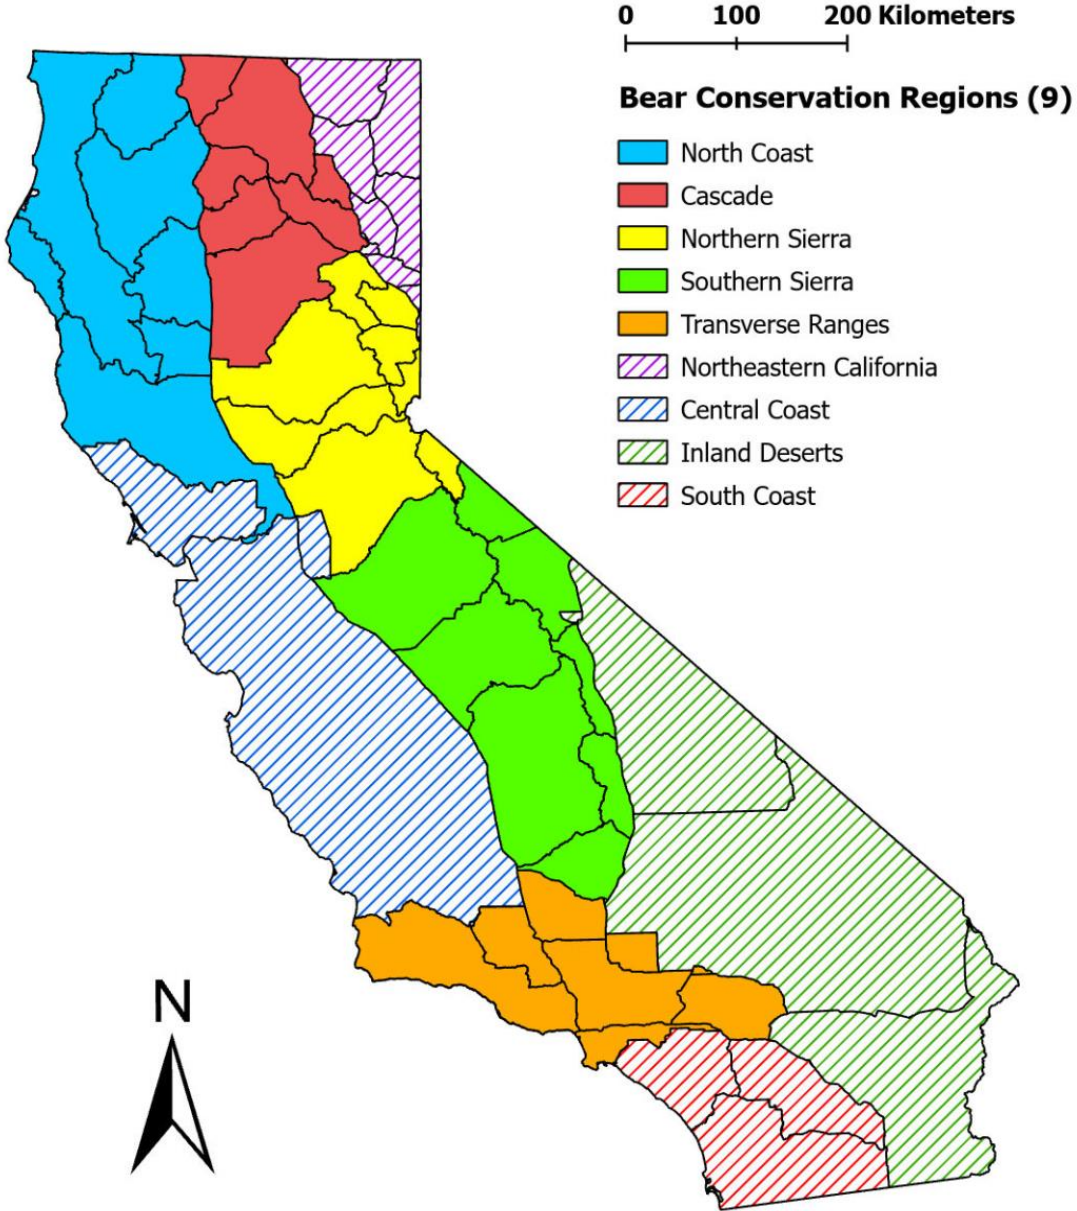 0 100 200 Kilometers
Bear Conservation Regions (9)
North Coast
Cascade
Northern Sierra
Southern Sierra
Transverse Ranges
Northeastern California
Central Coast
Inland Deserts
South Coast
N